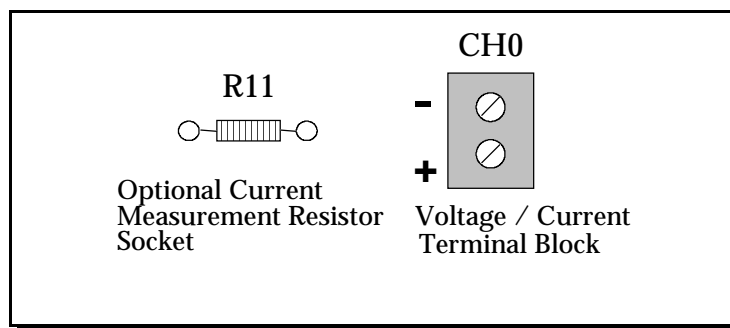 CH0
R11
-
+
Optional Current
Measurement Resistor
Socket
Voltage / Current
Terminal Block